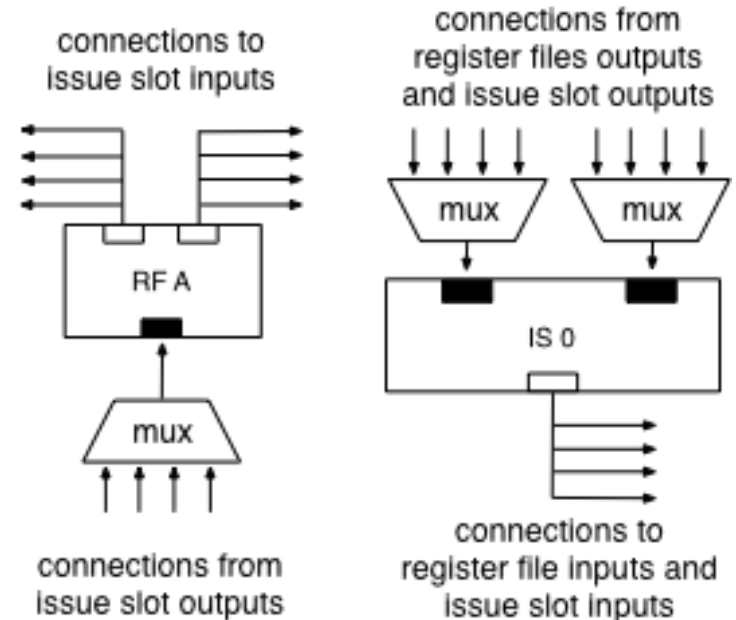 connections to
issue slot inputs
RF A
mux
connections from
issue slot outputs
connections from
register files outputs
and issue slot outputs
mux
mux
IS 0
connections to
register file inputs and
issue slot inputs